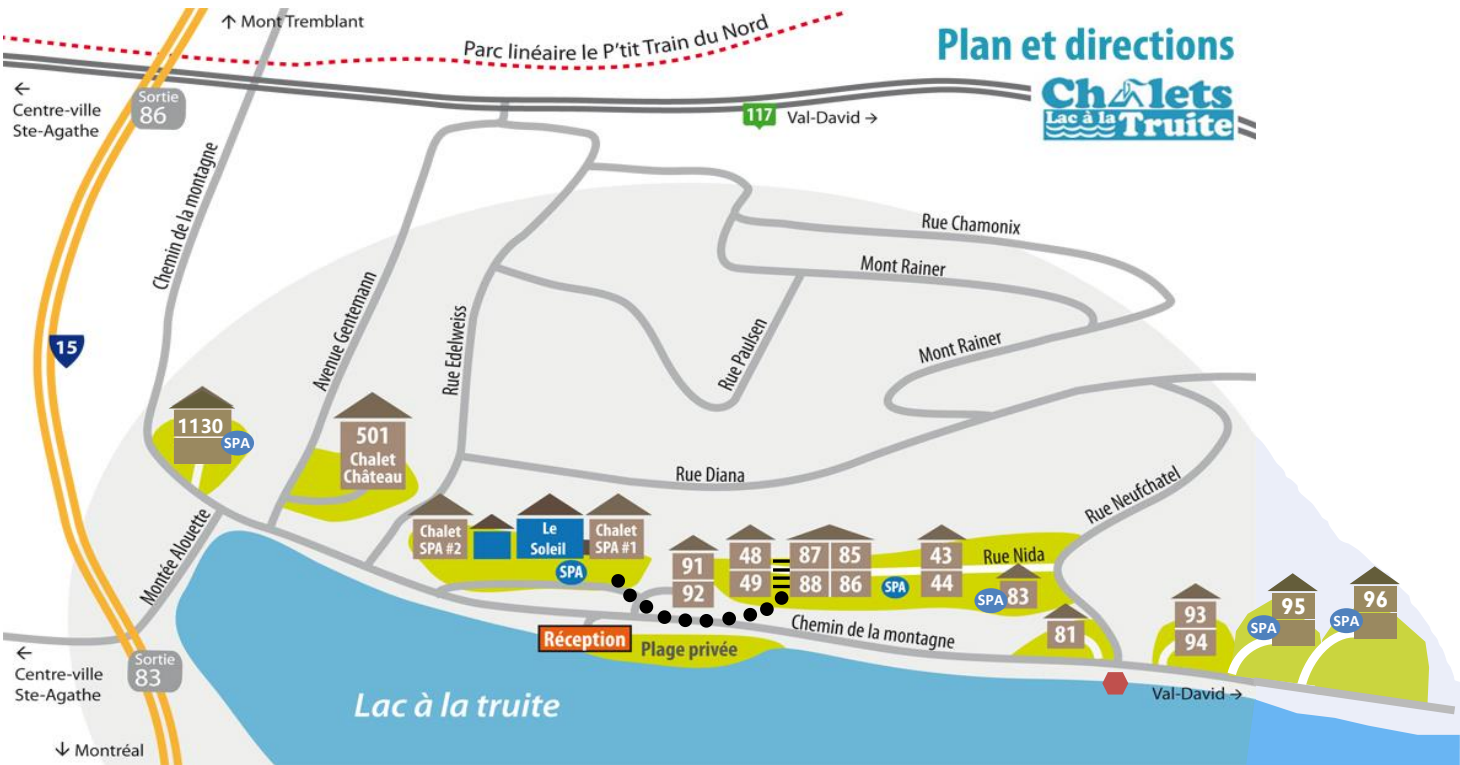 ↑ Mont Tremblant
Parc linéaire le P'tit Train du Nord
Plan et directions
Chalets
Lac à la Truite
←
Centre-ville
Ste-Agathe
Sortie
86
117
Val-David →
Chemin de la montagne
Rue Chamonix
Mont Rainer
Avenue Gentemann
Rue Edelweiss
Rue Paulsen
Mont Rainer
15
1130
SPA
501
Chalet
Château
Rue Diana
Rue Neufchatel
Montée Alouette
Chalet
SPA #2
Le
Soleil
Chalet
SPA #1
SPA
91
92
48
49
87 85
88 86
SPA
43
44
Rue Nida
SPA
83
81
93
94
95
SPA
96
SPA
Chemin de la montagne
Réception
Plage privée
←
Centre-ville
Ste-Agathe
Sortie
83
Lac à la truite
Val-David →
↓ Montréal